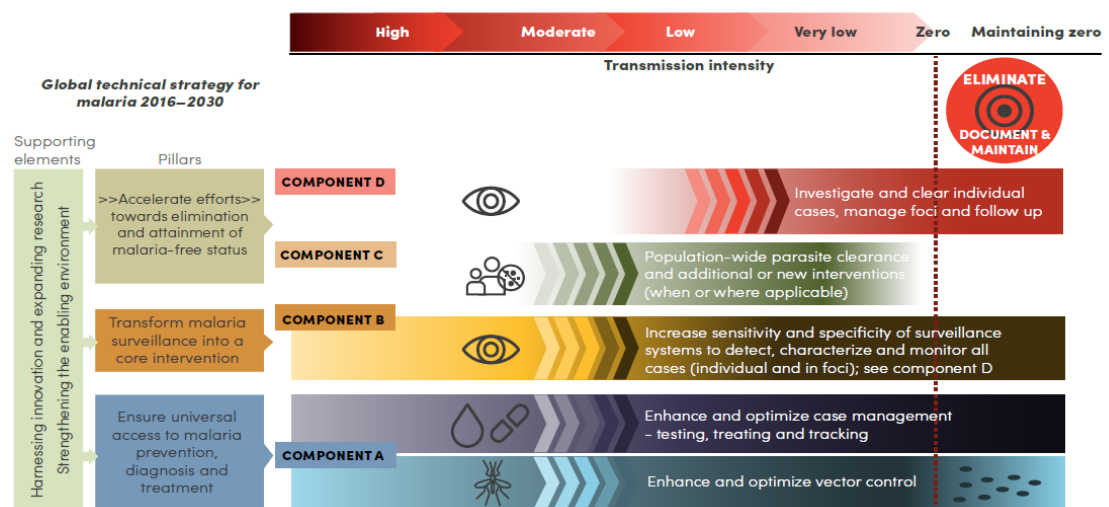 High
Moderate
Low
Very low
Zero
Maintaining zero
Transmission intensity
Global technical strategy for
malaria 2016–2030
ELIMINATE
DOCUMENT &
MAINTAIN
Supporting
elements
Pillars
Harnessing innovation and expanding research
Strengthening the enabling environment
>>Accelerate efforts>>
towards elimination
and attainment of
malaria-free status
COMPONENT D
Investigate and clear individual
cases, manage foci and follow up
COMPONENT C
Population-wide parasite clearance
and additional or new interventions
(when or where applicable)
Transform malaria
surveillance into a
core intervention
COMPONENT B
Increase sensitivity and specificity of surveillance
systems to detect, characterize and monitor all
cases (individual and in foci); see component D
Ensure universal
access to malaria
prevention,
diagnosis and
treatment
COMPONENT A
Enhance and optimize case management
- testing, treating and tracking
Enhance and optimize vector control